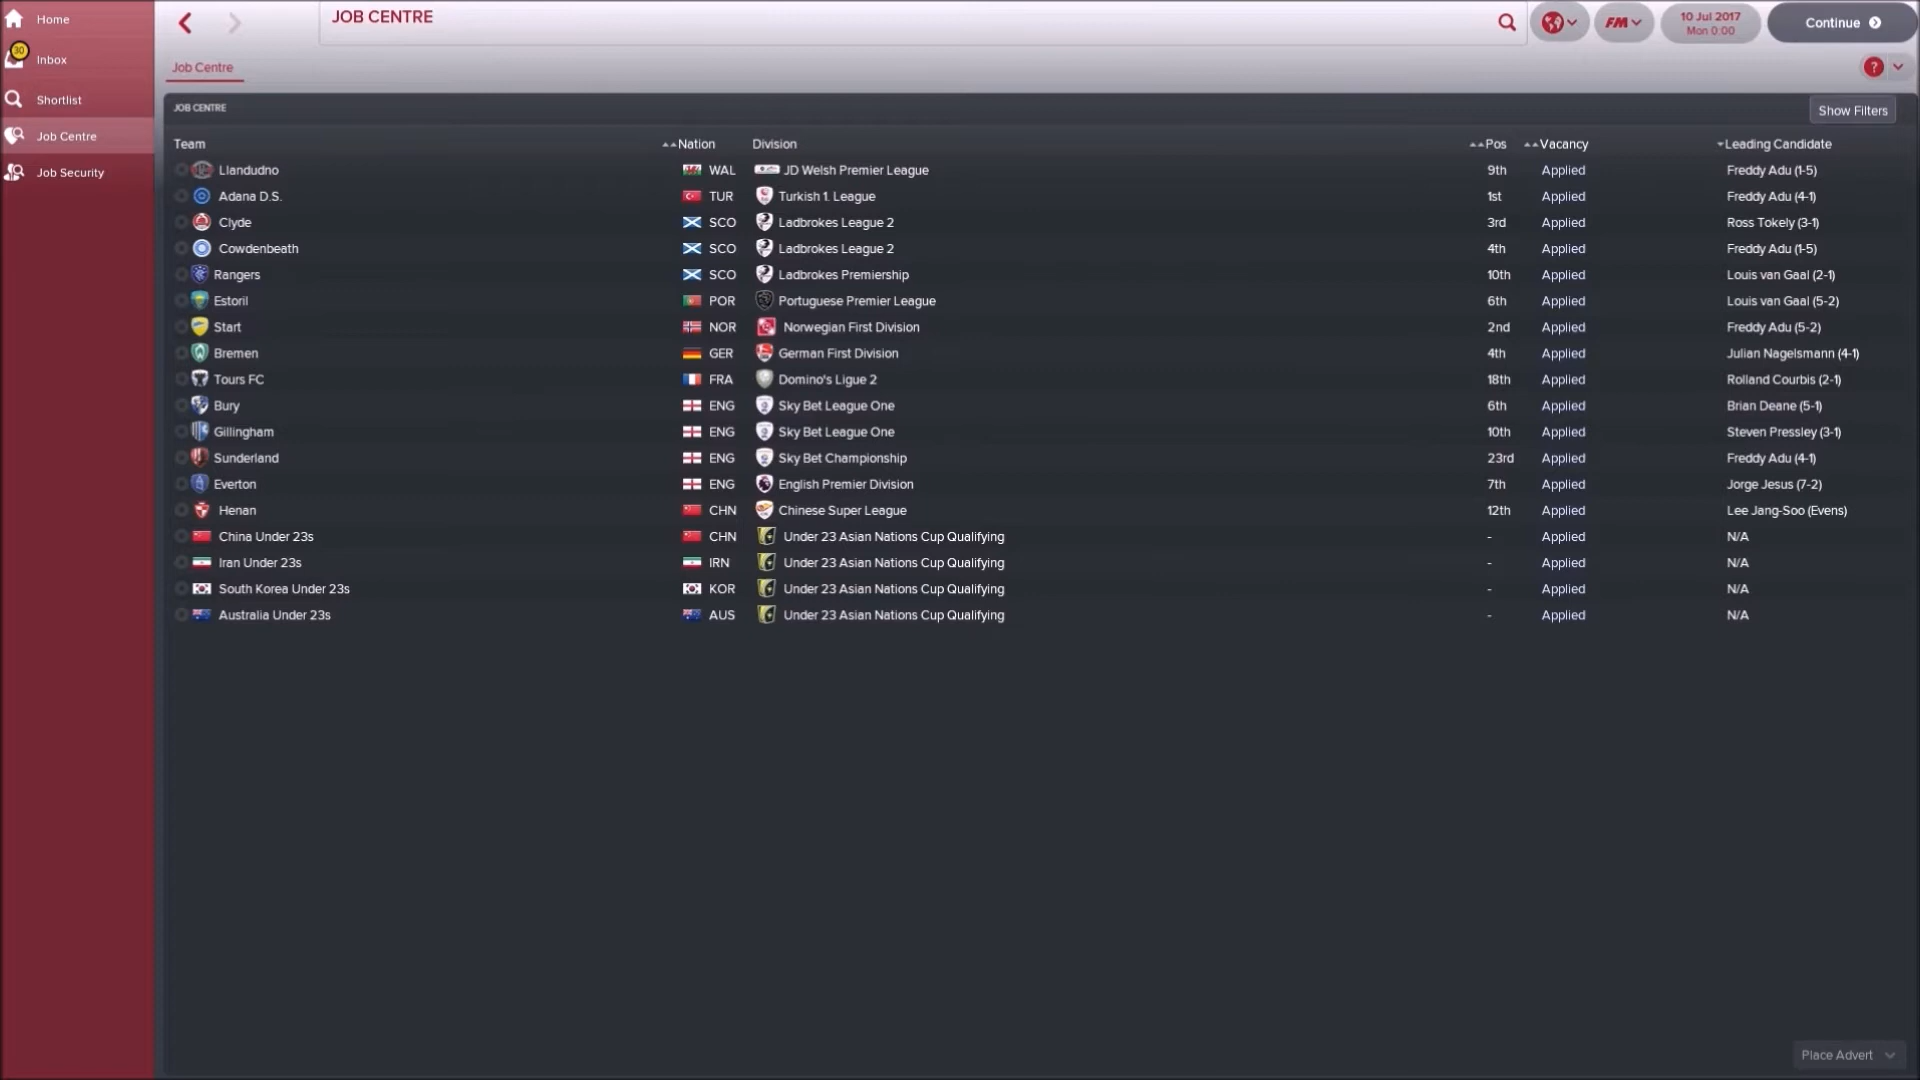 Home
30
Inbox
Shortlist
Job Centre
Job Security
JOB CENTRE
FM
10 Jul 2017
Mon 0:00
Continue
Job Centre
?
JOB CENTRE
Show Filters
Team Nation Division Pos Vacancy Leading Candidate
Llandudno WAL JD Welsh Premier League 9th Applied Freddy Adu (1-5)
Adana D.S. TUR Turkish 1. League 1st Applied Freddy Adu (4-1)
Clyde SCO Ladbrokes League 2 3rd Applied Ross Tokely (3-1)
Cowdenbeath SCO Ladbrokes League 2 4th Applied Freddy Adu (1-5)
Rangers SCO Ladbrokes Premiership 10th Applied Louis van Gaal (2-1)
Estoril POR Portuguese Premier League 6th Applied Louis van Gaal (5-2)
Start NOR Norwegian First Division 2nd Applied Freddy Adu (5-2)
Bremen GER German First Division 4th Applied Julian Nagelsmann (4-1)
Tours FC FRA Domino's Ligue 2 18th Applied Rolland Courbis (2-1)
Bury ENG Sky Bet League One 6th Applied Brian Deane (5-1)
Gillingham ENG Sky Bet League One 10th Applied Steven Pressley (3-1)
Sunderland ENG Sky Bet Championship 23rd Applied Freddy Adu (4-1)
Everton ENG English Premier Division 7th Applied Jorge Jesus (7-2)
Henan CHN Chinese Super League 12th Applied Lee Jang-Soo (Evens)
China Under 23s CHN Under 23 Asian Nations Cup Qualifying - Applied N/A
Iran Under 23s IRN Under 23 Asian Nations Cup Qualifying - Applied N/A
South Korea Under 23s KOR Under 23 Asian Nations Cup Qualifying - Applied N/A
Australia Under 23s AUS Under 23 Asian Nations Cup Qualifying - Applied N/A
Place Advert